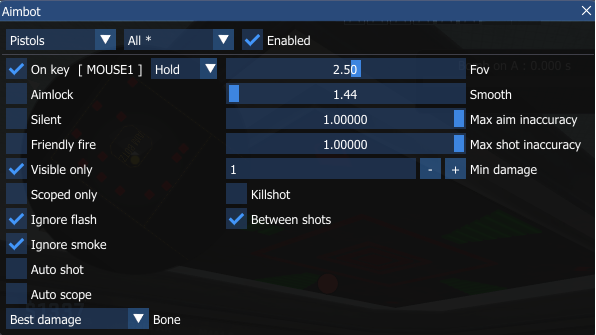 Aimbot
Pistols All * Enabled
On key [ MOUSE1 ] Hold 2.50 Fov
Aimlock 1.44 Smooth
Silent 1.00000 Max aim inaccuracy
Friendly fire 1.00000 Max shot inaccuracy
Visible only 1 - + Min damage
Scoped only Killshot
Ignore flash Between shots
Ignore smoke
Auto shot
Auto scope
Best damage Bone